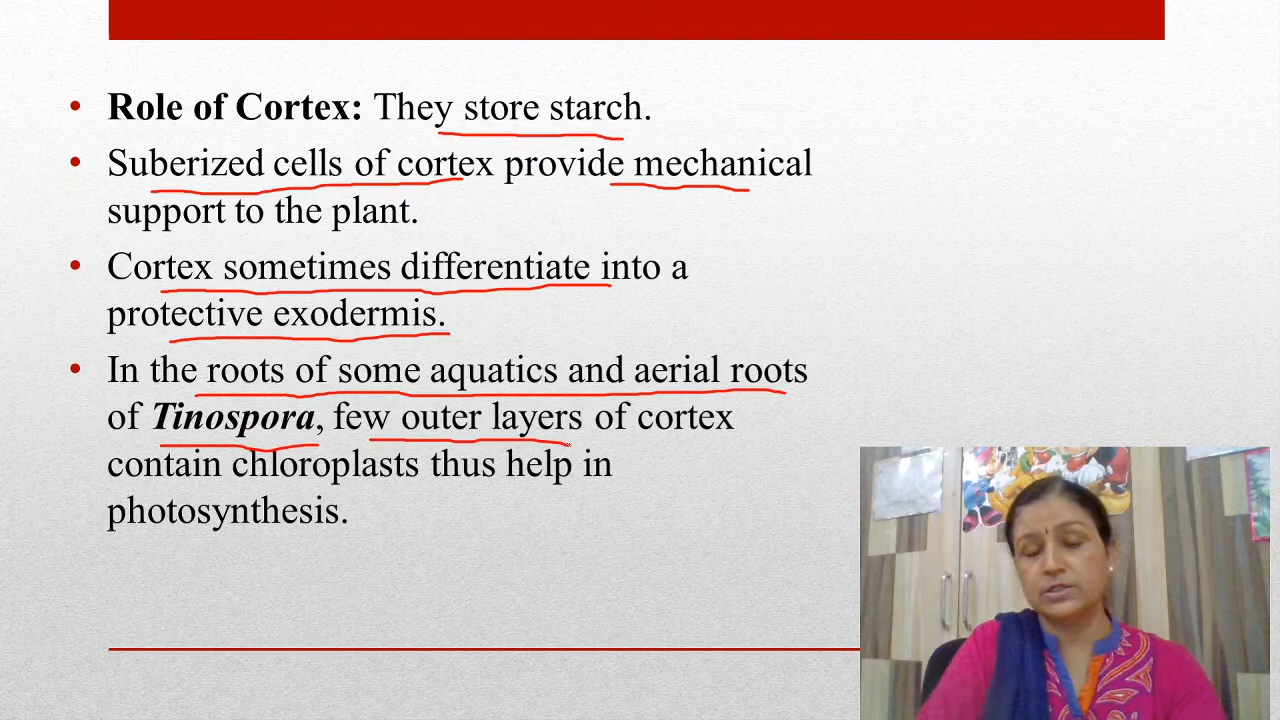 Role of Cortex: They store starch.
Suberized cells of cortex provide mechanical
support to the plant.
Cortex sometimes differentiate into a
protective exodermis.
In the roots of some aquatics and aerial roots
of Tinospora, few outer layers of cortex
contain chloroplasts thus help in
photosynthesis.